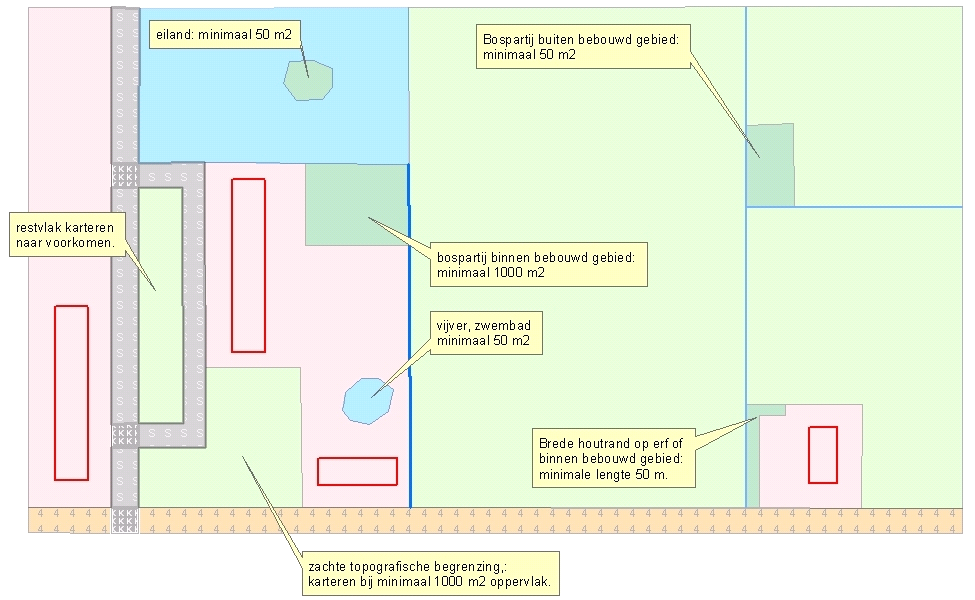 eiland: minimaal 50 m2
Bospartij buiten bebouwd gebied:
minimaal 50 m2
restvlak karteren
naar voorkomen.
bospartij binnen bebouwd gebied:
minimaal 1000 m2
vijver, zwembad
minimaal 50 m2
Brede houtrand op erf of
binnen bebouwd gebied:
minimale lengte 50 m.
zachte topografische begrenzing,:
karteren bij minimaal 1000 m2 oppervlak.